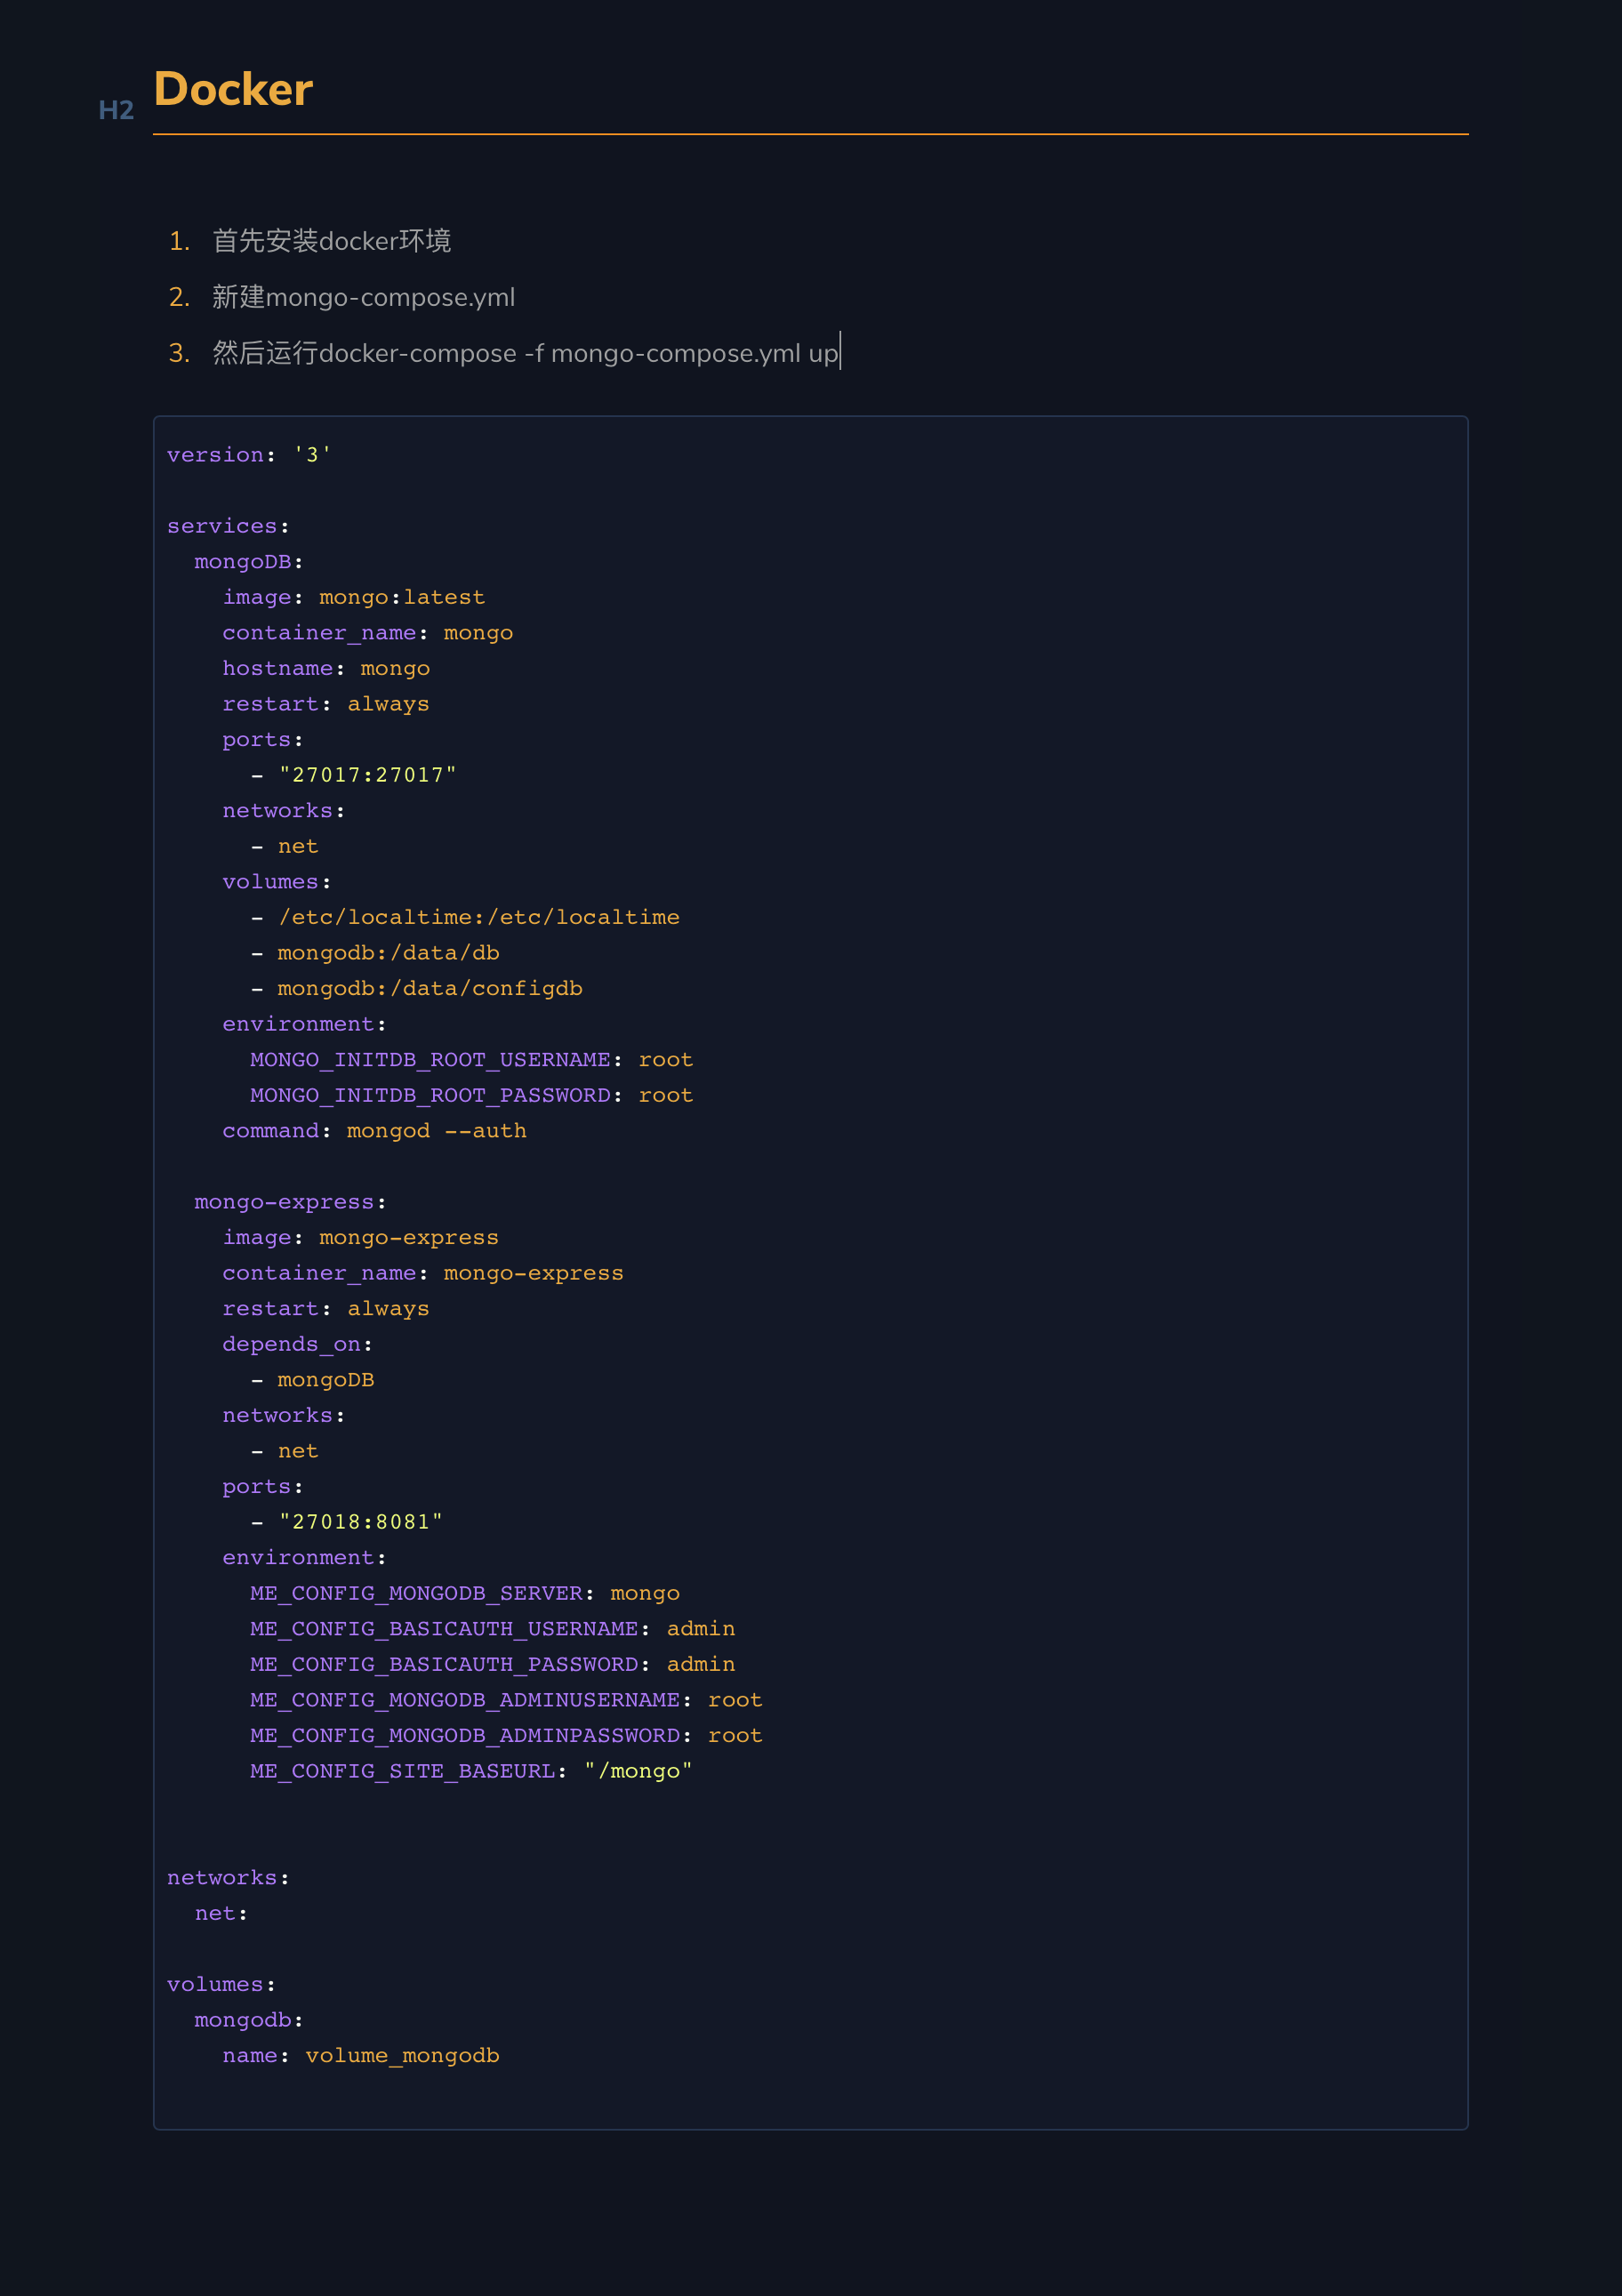 H2 Docker
1. 首先安装docker环境
2. 新建mongo-compose.yml
3. 然后运行docker-compose -f mongo-compose.yml up
version: '3'
services:
  mongoDB:
    image: mongo:latest
    container_name: mongo
    hostname: mongo
    restart: always
    ports:
      - "27017:27017"
    networks:
      - net
    volumes:
      - /etc/localtime:/etc/localtime
      - mongodb:/data/db
      - mongodb:/data/configdb
    environment:
      MONGO_INITDB_ROOT_USERNAME: root
      MONGO_INITDB_ROOT_PASSWORD: root
    command: mongod --auth
  mongo-express:
    image: mongo-express
    container_name: mongo-express
    restart: always
    depends_on:
      - mongoDB
    networks:
      - net
    ports:
      - "27018:8081"
    environment:
      ME_CONFIG_MONGODB_SERVER: mongo
      ME_CONFIG_BASICAUTH_USERNAME: admin
      ME_CONFIG_BASICAUTH_PASSWORD: admin
      ME_CONFIG_MONGODB_ADMINUSERNAME: root
      ME_CONFIG_MONGODB_ADMINPASSWORD: root
      ME_CONFIG_SITE_BASEURL: "/mongo"
networks:
  net:
volumes:
  mongodb:
    name: volume_mongodb